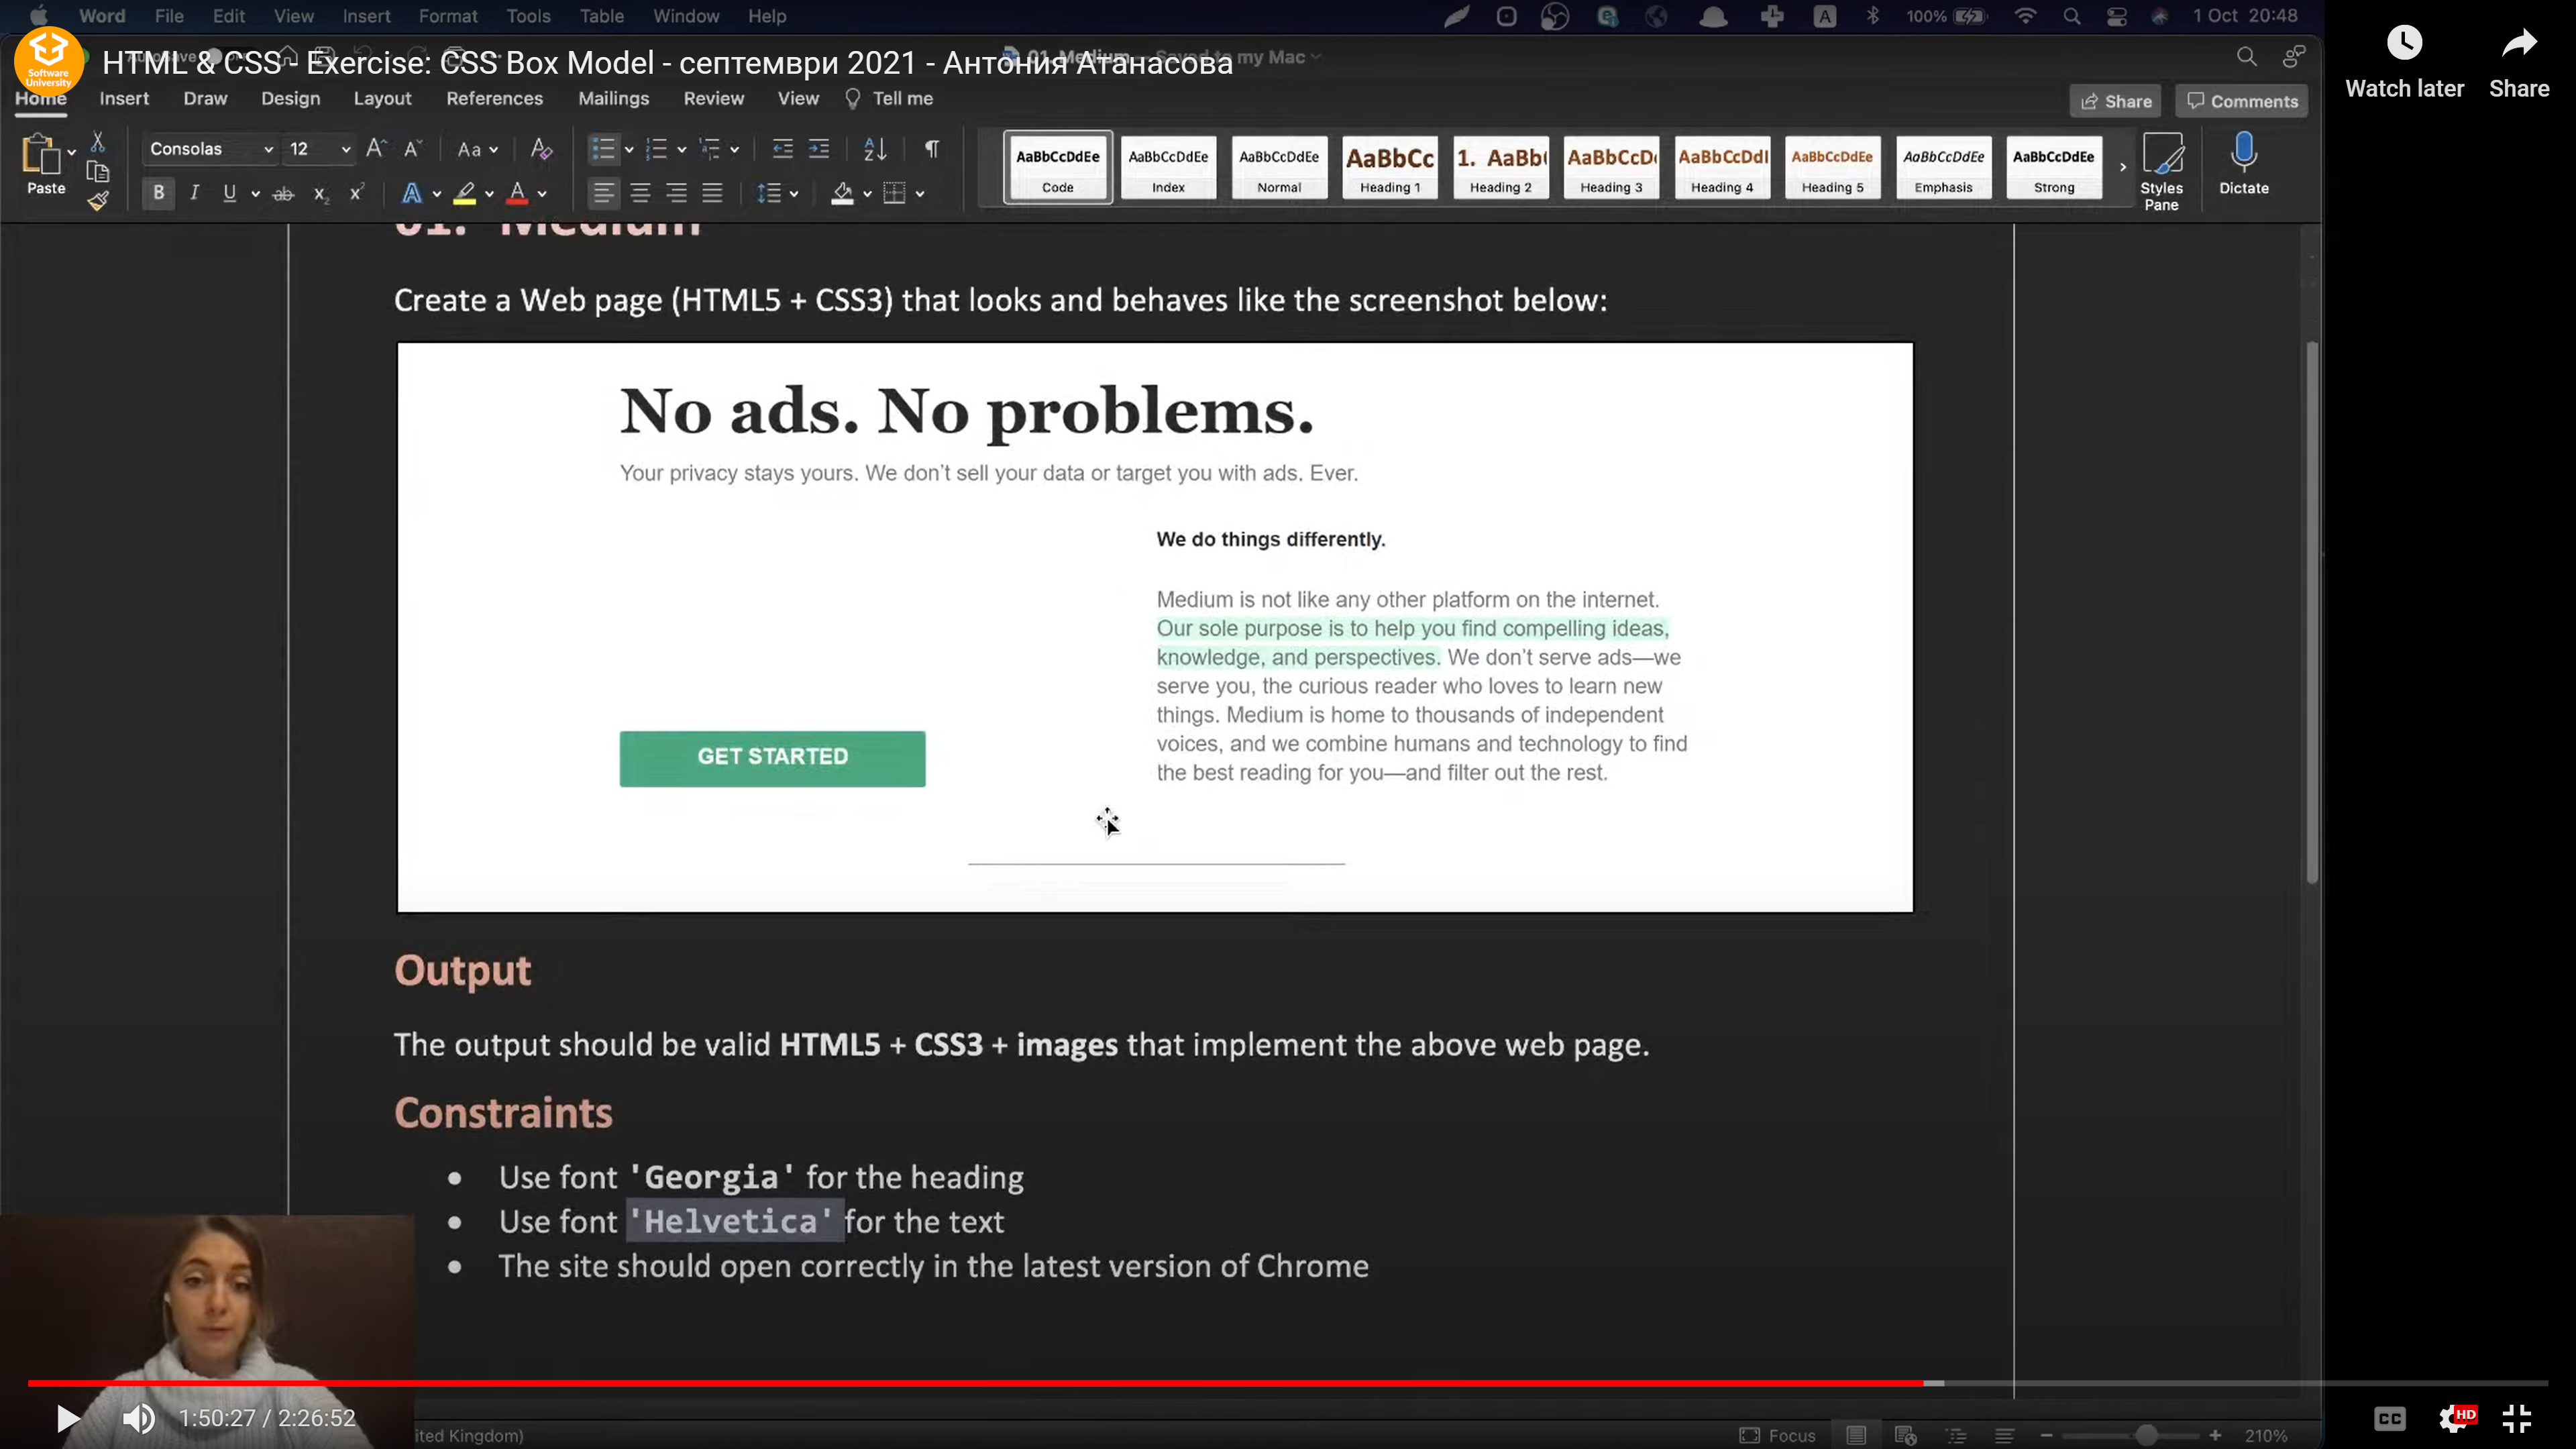 Word File Edit View Insert Format Tools Table Window Help
A 100% 1 Oct 20:48
Software University
HTML & CSS - Exercise: CSS Box Model - септември 2021 - Антония Атанасова
01. Medium — Saved to my Mac
Watch later Share
Home Insert Draw Design Layout References Mailings Review View Tell me
Share Comments
Paste
Consolas 12 Aa
AaBbCcDdEe AaBbCcDdEe AaBbCcDdEe AaBbCc 1. AaBb AaBbCcD AaBbCcDdI AaBbCcDdEe AaBbCcDdEe AaBbCcDdEe
Code Index Normal Heading 1 Heading 2 Heading 3 Heading 4 Heading 5 Emphasis Strong
Styles Pane
Dictate
01. Medium
Create a Web page (HTML5 + CSS3) that looks and behaves like the screenshot below:
No ads. No problems.
Your privacy stays yours. We don’t sell your data or target you with ads. Ever.
We do things differently.
Medium is not like any other platform on the internet.
Our sole purpose is to help you find compelling ideas,
knowledge, and perspectives. We don’t serve ads—we
serve you, the curious reader who loves to learn new
things. Medium is home to thousands of independent
voices, and we combine humans and technology to find
the best reading for you—and filter out the rest.
GET STARTED
Output
The output should be valid HTML5 + CSS3 + images that implement the above web page.
Constraints
• Use font 'Georgia' for the heading
• Use font 'Helvetica' for the text
• The site should open correctly in the latest version of Chrome
1:50:27 / 2:26:52
CC HD
ited Kingdom)
Focus
210%